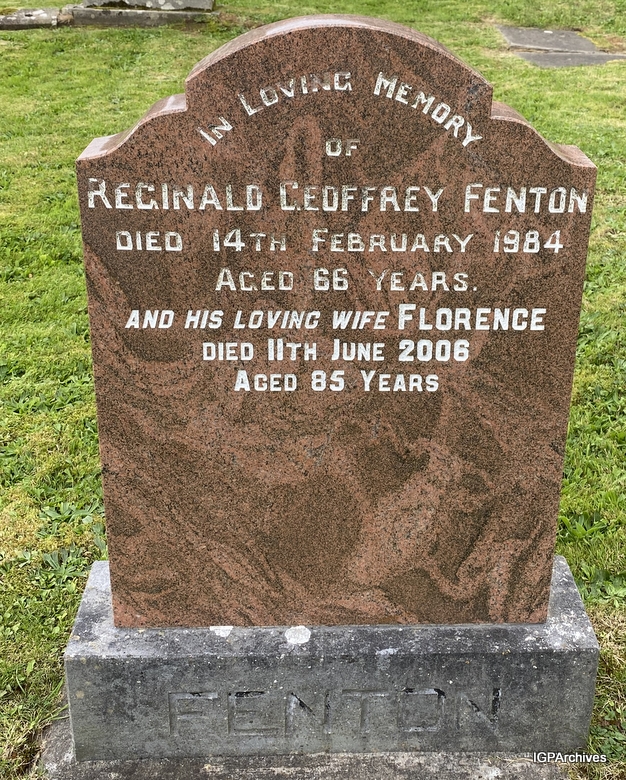 In Loving Memory
of
Reginald Geoffrey Fenton
died 14th February 1984
Aged 66 Years.
and his loving wife Florence
died 11th June 2006
Aged 85 Years
FENTON
IGPArchives